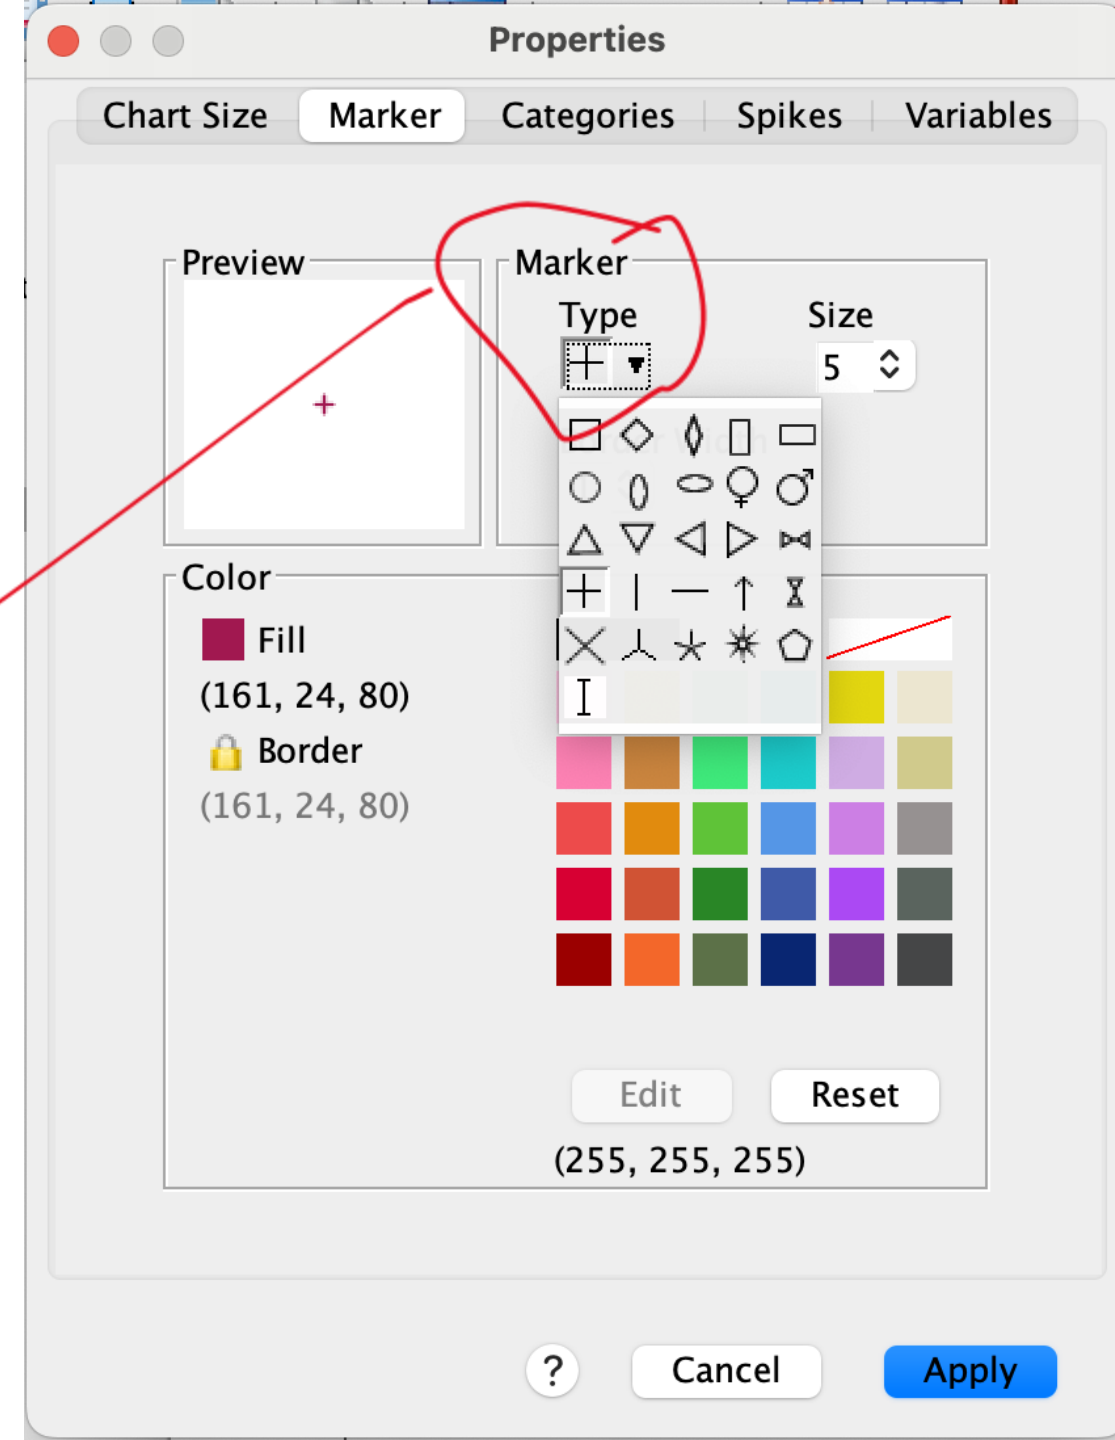 Properties
Chart Size Marker Categories Spikes Variables
Preview
Marker
Type Size
5
Color
Fill
(161, 24, 80)
Border
(161, 24, 80)
Edit Reset
(255, 255, 255)
? Cancel Apply